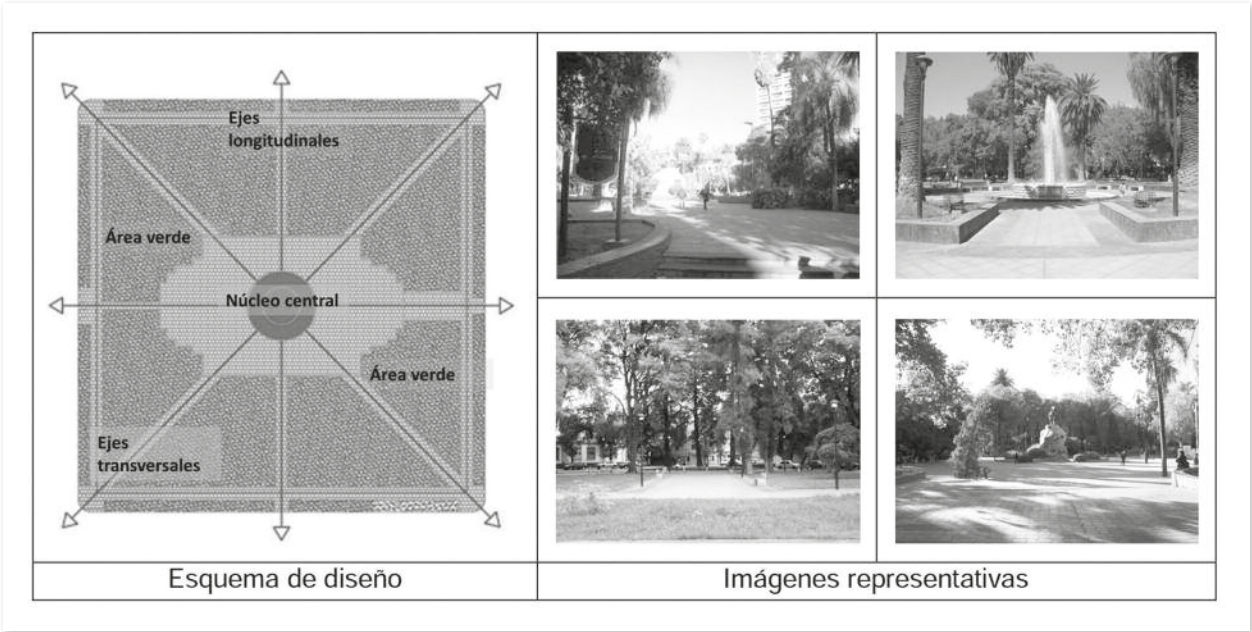 Ejes
longitudinales
Área verde
Núcleo central
Área verde
Ejes
transversales
Esquema de diseño
Imágenes representativas